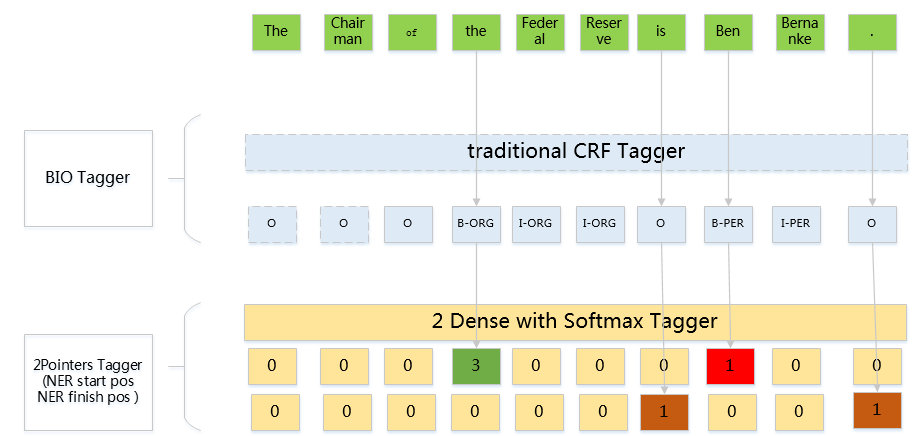 The Chair man of the Feder al Reser ve is Ben Berna nke .
traditional CRF Tagger
BIO Tagger
O O O B-ORG I-ORG I-ORG O B-PER I-PER O
2 Dense with Softmax Tagger
2Pointers Tagger
(NER start pos
NER finish pos )
0 0 0 3 0 0 0 1 0 0
0 0 0 0 0 0 1 0 0 1